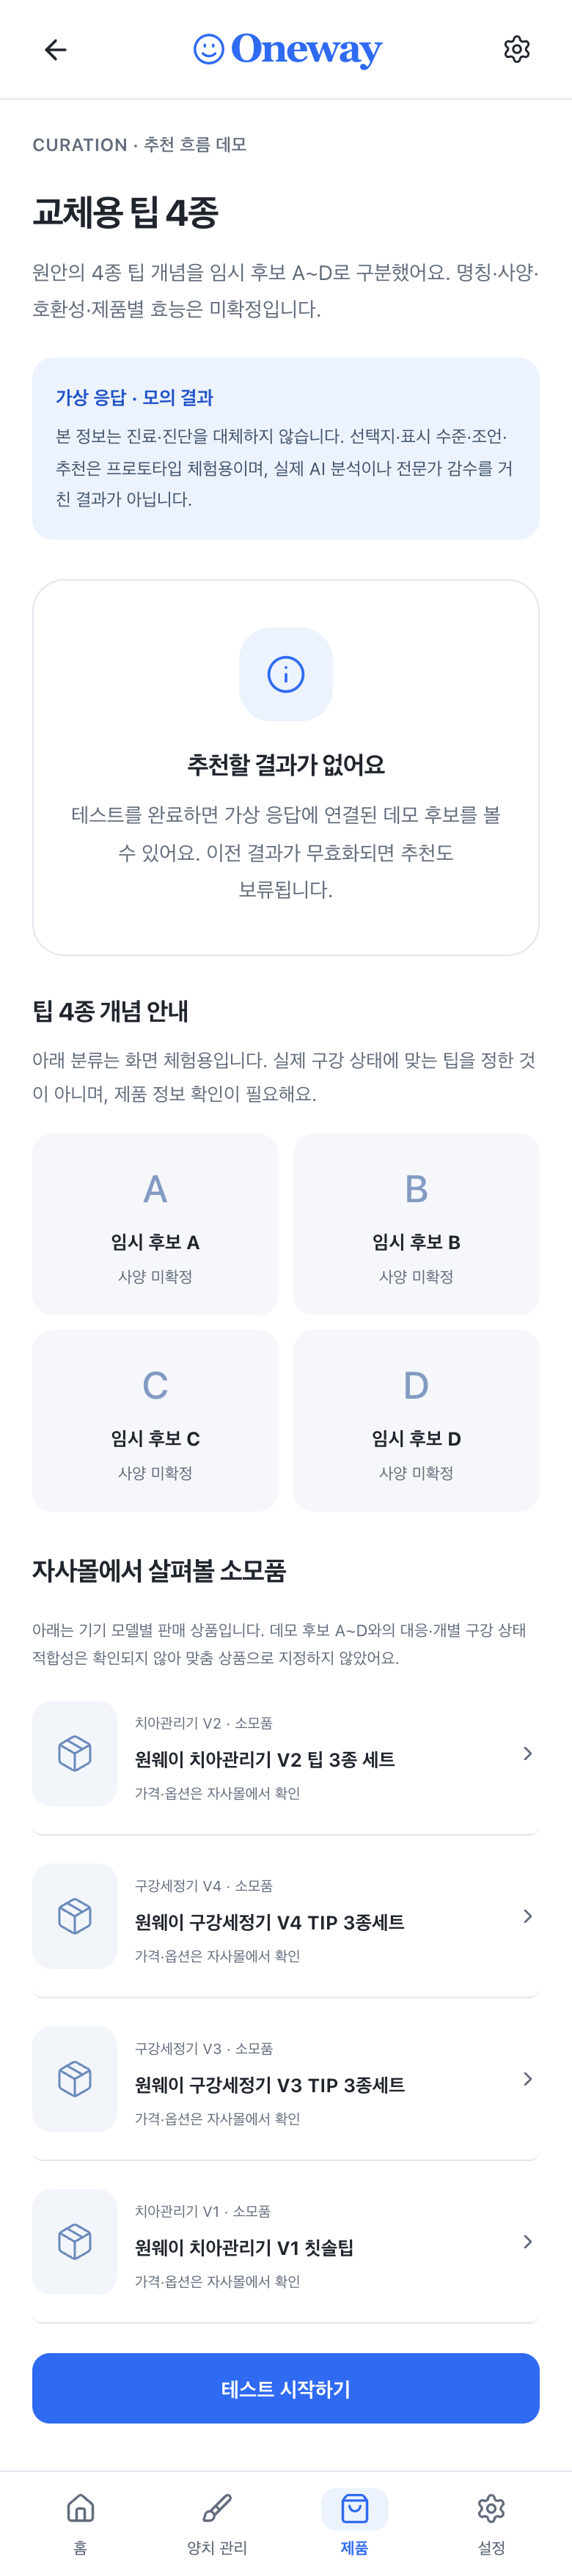 Oneway
CURATION · 추천 흐름 데모
교체용 팁 4종
원안의 4종 팁 개념을 임시 후보 A~D로 구분했어요. 명칭·사양·
호환성·제품별 효능은 미확정입니다.
가상 응답 · 모의 결과
본 정보는 진료·진단을 대체하지 않습니다. 선택지·표시 수준·조언·
추천은 프로토타입 체험용이며, 실제 AI 분석이나 전문가 감수를 거
친 결과가 아닙니다.
추천할 결과가 없어요
테스트를 완료하면 가상 응답에 연결된 데모 후보를 볼
수 있어요. 이전 결과가 무효화되면 추천도
보류됩니다.
팁 4종 개념 안내
아래 분류는 화면 체험용입니다. 실제 구강 상태에 맞는 팁을 정한 것
이 아니며, 제품 정보 확인이 필요해요.
A
임시 후보 A
사양 미확정
B
임시 후보 B
사양 미확정
C
임시 후보 C
사양 미확정
D
임시 후보 D
사양 미확정
자사몰에서 살펴볼 소모품
아래는 기기 모델별 판매 상품입니다. 데모 후보 A~D와의 대응·개별 구강 상태
적합성은 확인되지 않아 맞춤 상품으로 지정하지 않았어요.
치아관리기 V2 · 소모품
원웨이 치아관리기 V2 팁 3종 세트
가격·옵션은 자사몰에서 확인
구강세정기 V4 · 소모품
원웨이 구강세정기 V4 TIP 3종세트
가격·옵션은 자사몰에서 확인
구강세정기 V3 · 소모품
원웨이 구강세정기 V3 TIP 3종세트
가격·옵션은 자사몰에서 확인
치아관리기 V1 · 소모품
원웨이 치아관리기 V1 칫솔팁
가격·옵션은 자사몰에서 확인
테스트 시작하기
홈
양치 관리
제품
설정